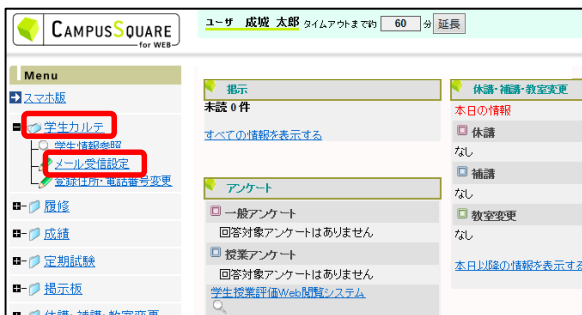 CAMPUSSQUARE
for WEB
ユーザ 成城 太郎 タイムアウトまで約 60 分 延長
Menu
スマホ版
学生カルテ
学生情報参照
メール受信設定
登録住所・電話番号変更
履修
成績
定期試験
掲示板
休講・補講・教室変更
掲示
未読 0 件
すべての情報を表示する
アンケート
一般アンケート
回答対象アンケートはありません
授業アンケート
回答対象アンケートはありません
学生授業評価Web閲覧システム
休講・補講・教室変更
本日の情報
休講
なし
補講
なし
教室変更
なし
本日以降の情報を表示する